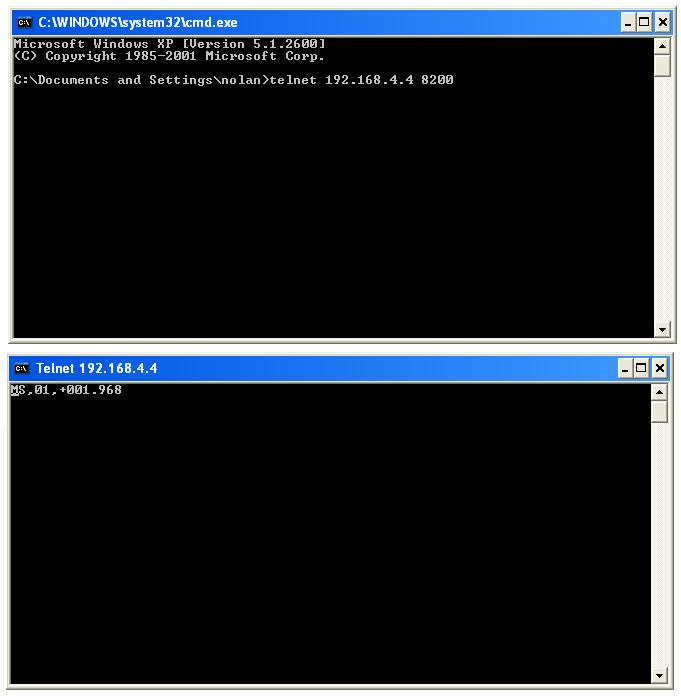 C:\WINDOWS\system32\cmd.exe
Microsoft Windows XP [Version 5.1.2600]
(C) Copyright 1985-2001 Microsoft Corp.
C:\Documents and Settings\nolan>telnet 192.168.4.4 8200
Telnet 192.168.4.4
MS,01,+001.968